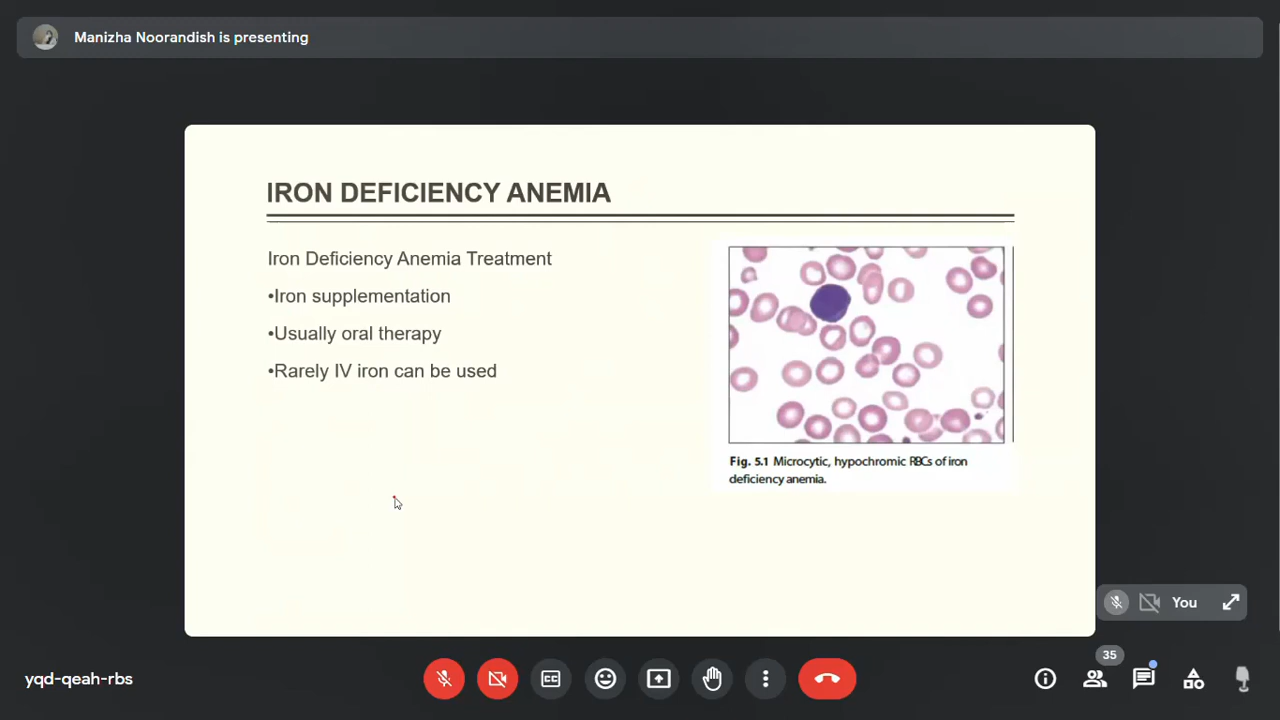 Manizha Noorandish is presenting
IRON DEFICIENCY ANEMIA
Iron Deficiency Anemia Treatment
•Iron supplementation
•Usually oral therapy
•Rarely IV iron can be used
Fig. 5.1 Microcytic, hypochromic RBCs of iron
deficiency anemia.
You
35
yqd-qeah-rbs
CC